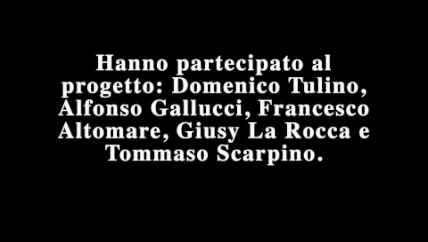 Hanno partecipato al
progetto: Domenico Tulino,
Alfonso Gallucci, Francesco
Altomare, Giusy La Rocca e
Tommaso Scarpino.